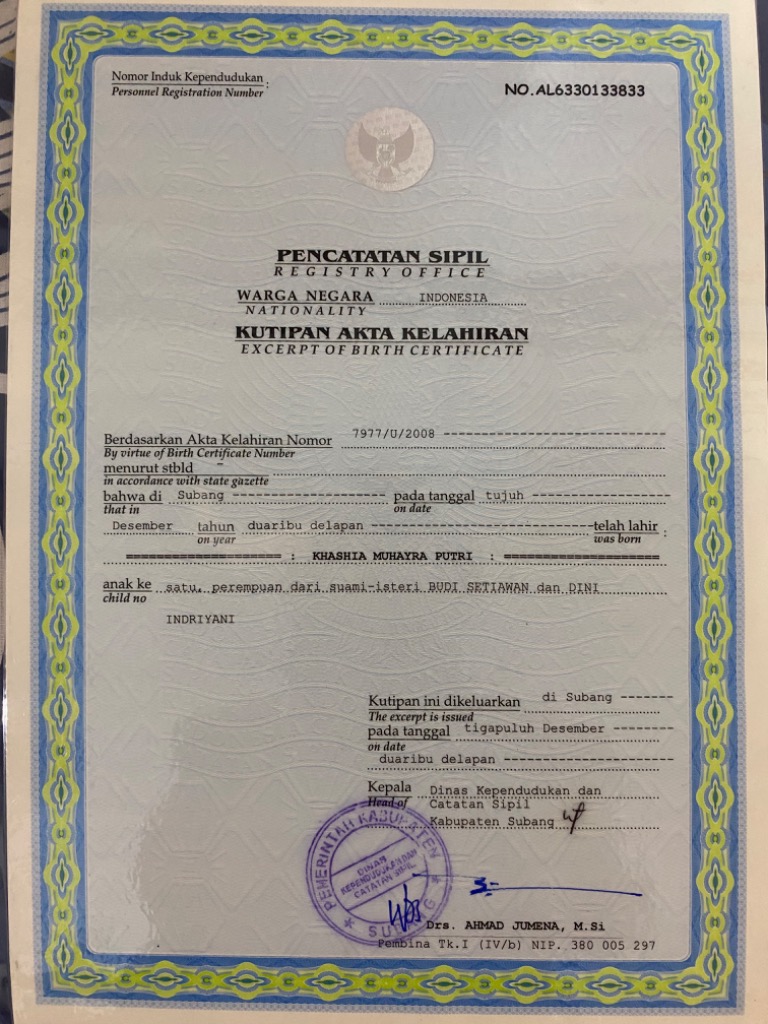 Nomor Induk Kependudukan :
Personnel Registration Number
NO.AL6330133833
PENCATATAN SIPIL
REGISTRY OFFICE
WARGA NEGARA INDONESIA
NATIONALITY
KUTIPAN AKTA KELAHIRAN
EXCERPT OF BIRTH CERTIFICATE
Berdasarkan Akta Kelahiran Nomor 7977/U/2008 ------------------------------
By virtue of Birth Certificate Number
menurut stbld -
in accordance with state gazette
bahwa di Subang --------------------- pada tanggal tujuh -------------------
that in on date
Desember tahun duaribu delapan ------------------------------ telah lahir :
on year was born
==================== : KHASHIA MUHAYRA PUTRI : ====================
anak ke satu, perempuan dari suami-isteri BUDI SETIAWAN dan DINI
child no
INDRIYANI
Kutipan ini dikeluarkan di Subang -------
The excerpt is issued
pada tanggal tigapuluh Desember --------
on date
duaribu delapan ---------------------
Kepala Dinas Kependudukan dan
Head of Catatan Sipil
Kabupaten Subang
PEMERINTAH KABUPATEN
DINAS
KEPENDUDUKAN DAN
CATATAN SIPIL
* SUBANG *
Drs. AHMAD JUMENA, M.Si
Pembina Tk.I (IV/b) NIP. 380 005 297